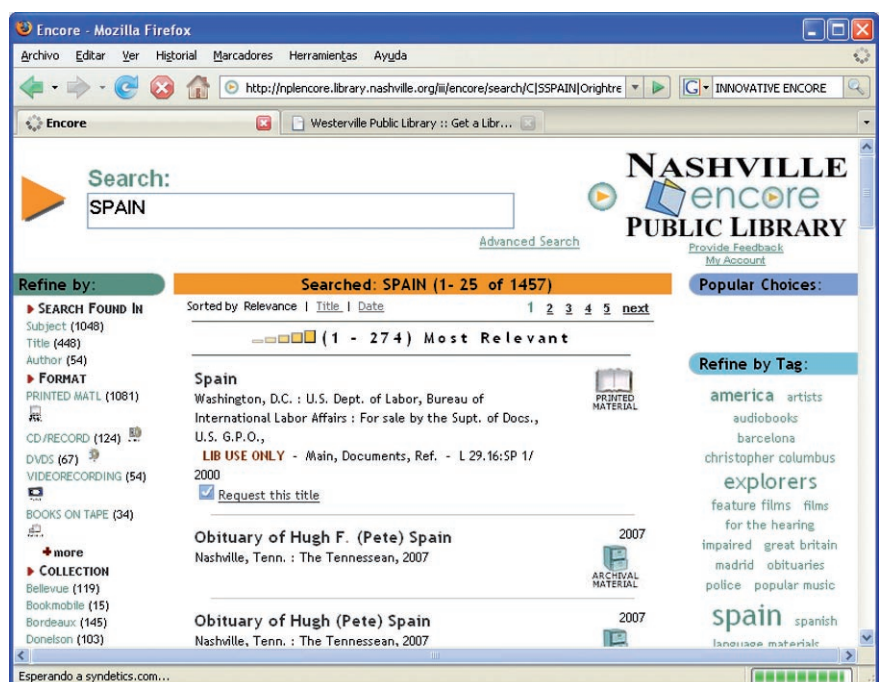 Encore - Mozilla Firefox
Archivo Editar Ver Historial Marcadores Herramientas Ayuda
http://nplencore.library.nashville.org/iii/encore/search/C|SSPAIN|Orightre
G INNOVATIVE ENCORE
Encore
Westerville Public Library :: Get a Libr...
Search:
SPAIN
Advanced Search
NASHVILLE
encore
PUBLIC LIBRARY
Provide Feedback
My Account
Refine by:
SEARCH FOUND IN
Subject (1048)
Title (448)
Author (54)
FORMAT
PRINTED MATL (1081)
CD/RECORD (124)
DVDS (67)
VIDEORECORDING (54)
BOOKS ON TAPE (34)
+more
COLLECTION
Bellevue (119)
Bookmobile (15)
Bordeaux (145)
Donelson (103)
Searched: SPAIN (1- 25 of 1457)
Sorted by Relevance | Title | Date
1 2 3 4 5 next
(1 - 274) Most Relevant
Spain
Washington, D.C. : U.S. Dept. of Labor, Bureau of
International Labor Affairs : For sale by the Supt. of Docs.,
U.S. G.P.O.,
LIB USE ONLY - Main, Documents, Ref. - L 29.16:SP 1/
2000
Request this title
PRINTED
MATERIAL
Obituary of Hugh F. (Pete) Spain
Nashville, Tenn. : The Tennessean, 2007
2007
ARCHIVAL
MATERIAL
Obituary of Hugh (Pete) Spain
Nashville, Tenn. : The Tennessean, 2007
2007
Popular Choices:
Refine by Tag:
america artists
audiobooks
barcelona
christopher columbus
explorers
feature films films
for the hearing
impaired great britain
madrid obituaries
police popular music
spain spanish
language materials
Esperando a syndetics.com...